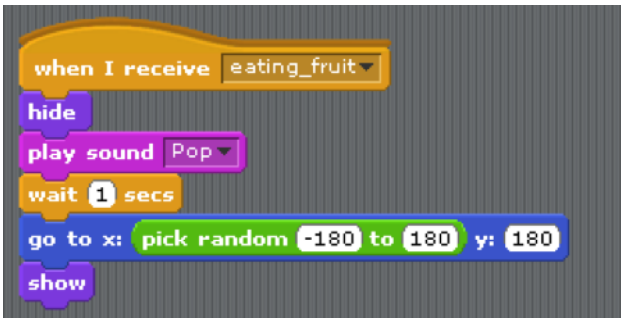 when I receive eating_fruit
hide
play sound Pop
wait 1 secs
go to x: pick random -180 to 180 y: 180
show